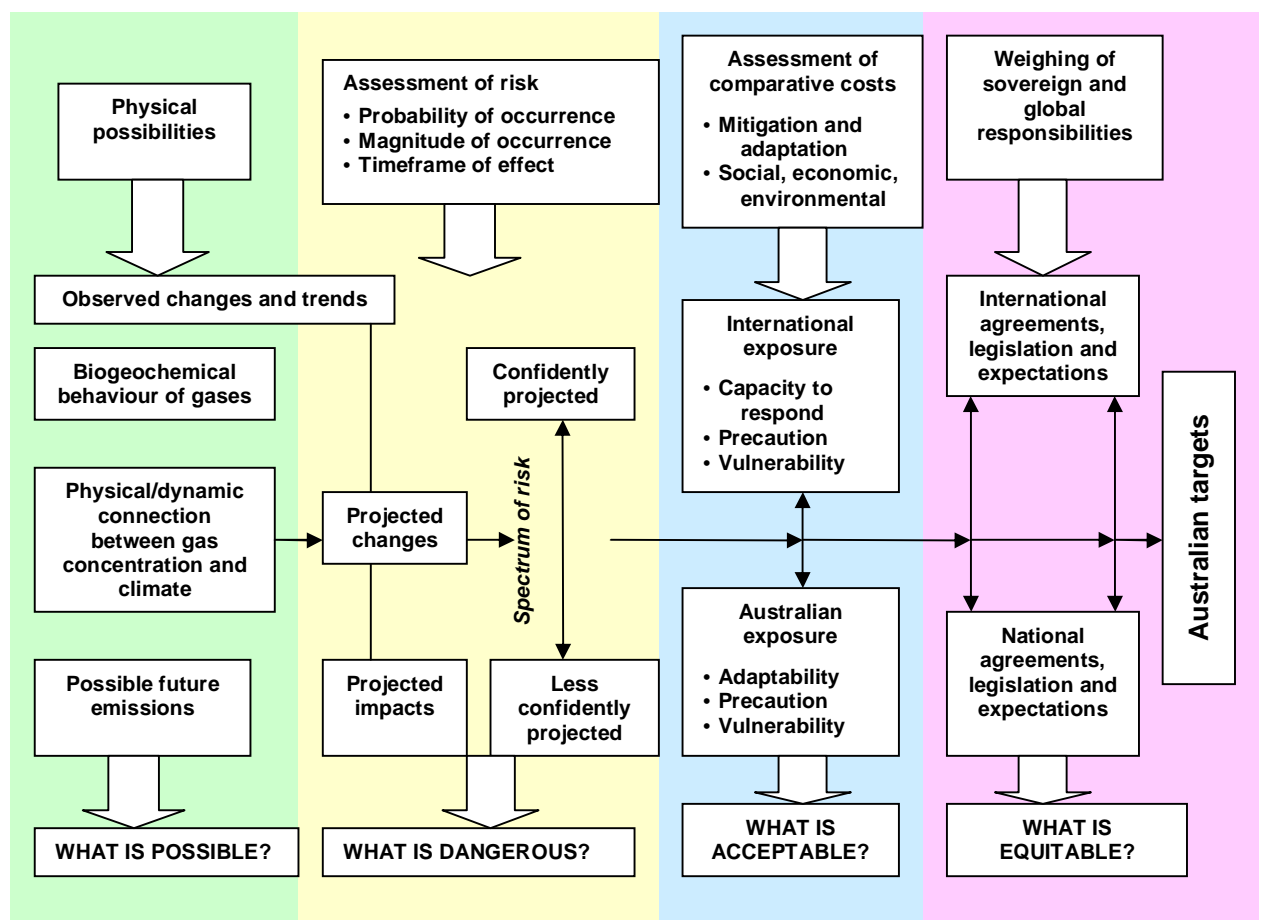 Physical
possibilities
Observed changes and trends
Biogeochemical
behaviour of gases
Physical/dynamic
connection
between gas
concentration and
climate
Possible future
emissions
WHAT IS POSSIBLE?
Assessment of risk
• Probability of occurrence
• Magnitude of occurrence
• Timeframe of effect
Confidently
projected
Projected
changes
Spectrum of risk
Projected
impacts
Less
confidently
projected
WHAT IS DANGEROUS?
Assessment of
comparative costs
• Mitigation and
adaptation
• Social, economic,
environmental
International
exposure
• Capacity to
respond
• Precaution
• Vulnerability
Australian
exposure
• Adaptability
• Precaution
• Vulnerability
WHAT IS
ACCEPTABLE?
Weighing of
sovereign and
global
responsibilities
International
agreements,
legislation and
expectations
National
agreements,
legislation and
expectations
WHAT IS
EQUITABLE?
Australian targets